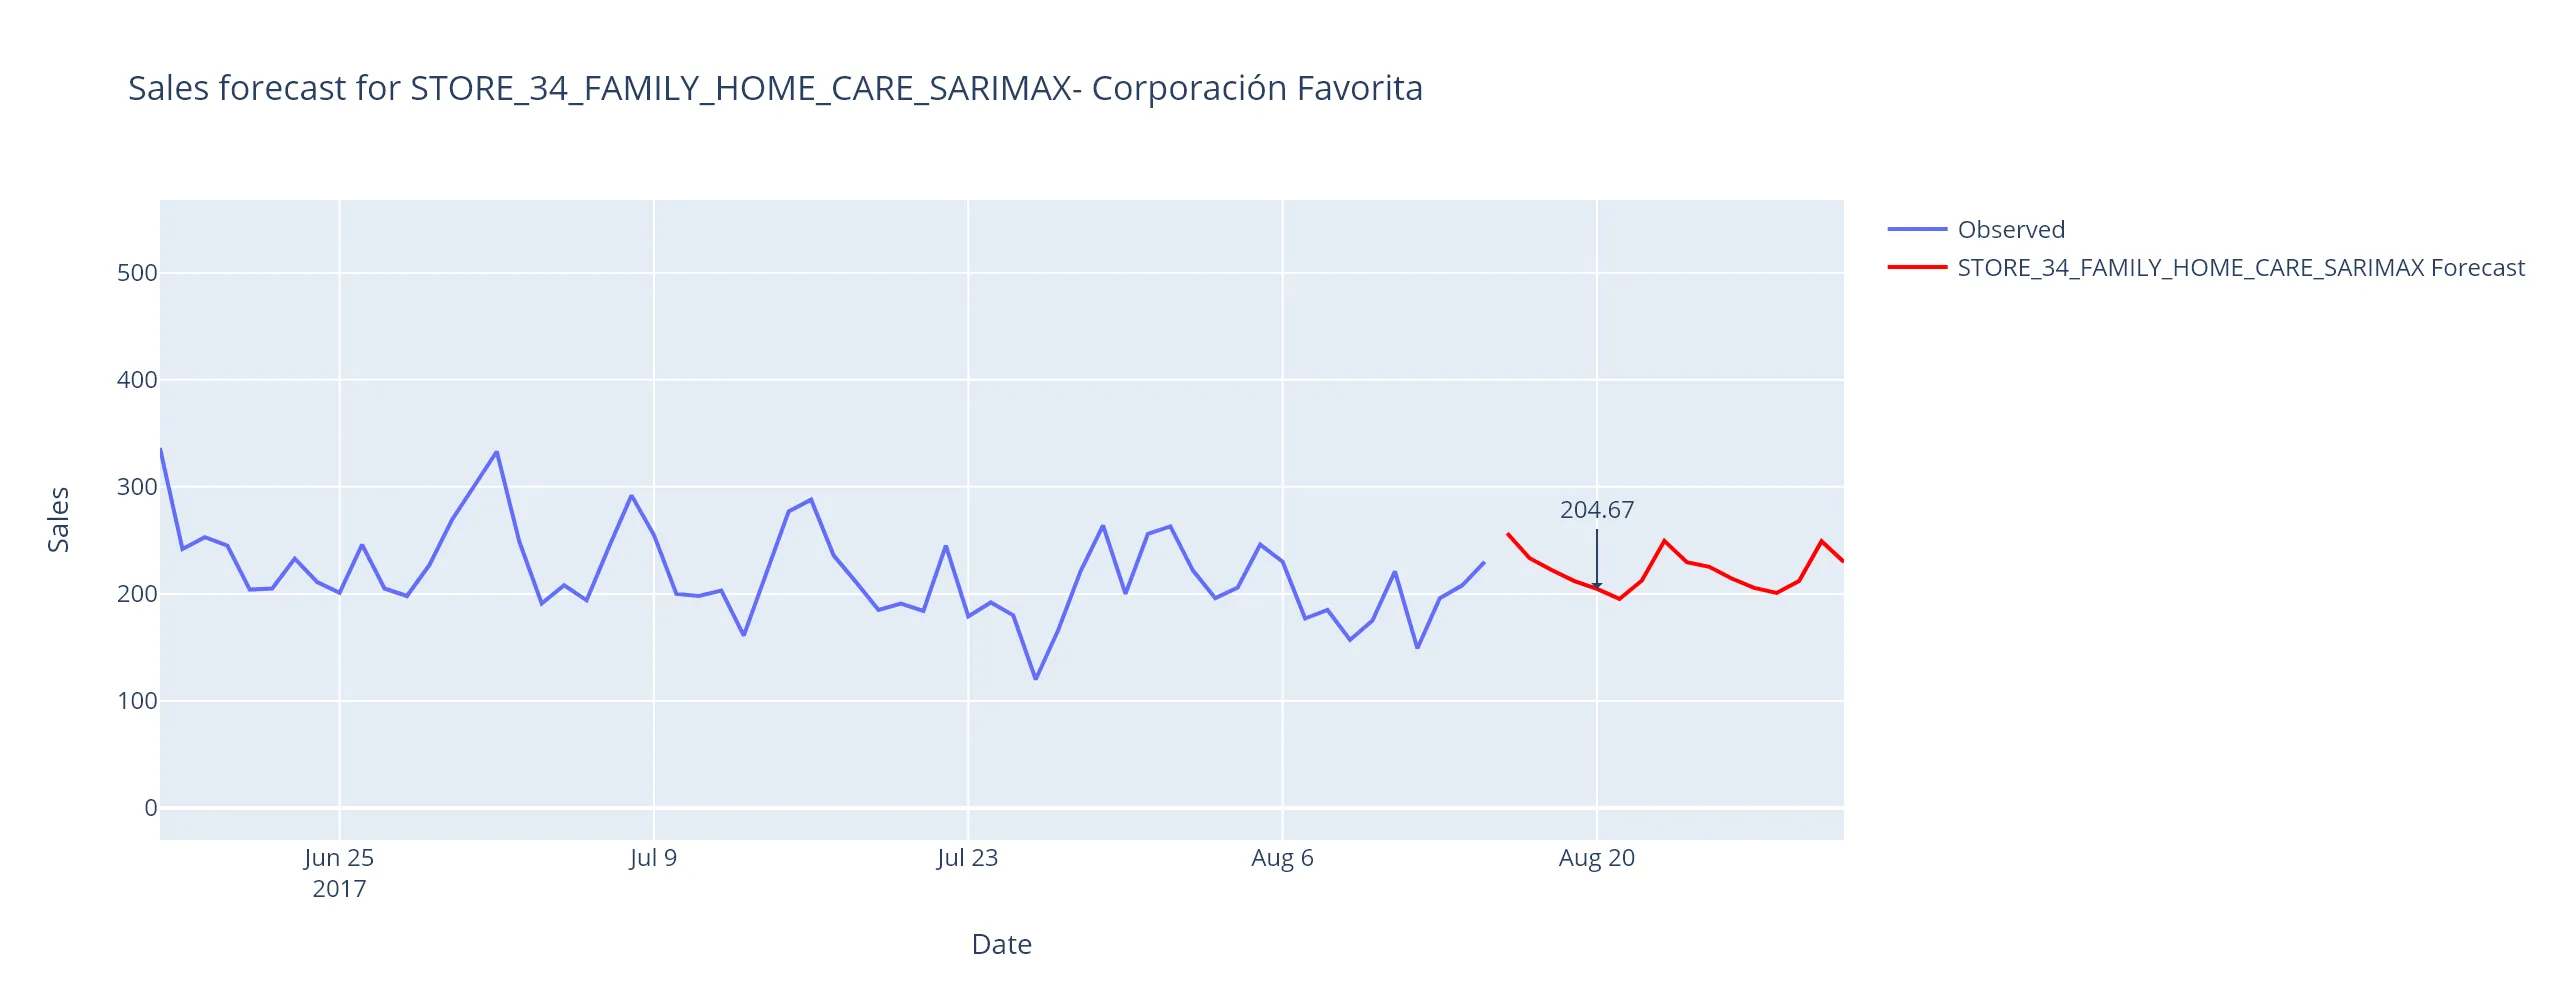 Sales forecast for STORE_34_FAMILY_HOME_CARE_SARIMAX- Corporación Favorita
Observed
STORE_34_FAMILY_HOME_CARE_SARIMAX Forecast
500
400
300
200
100
0
Sales
204.67
Jun 25
2017
Jul 9
Jul 23
Aug 6
Aug 20
Date